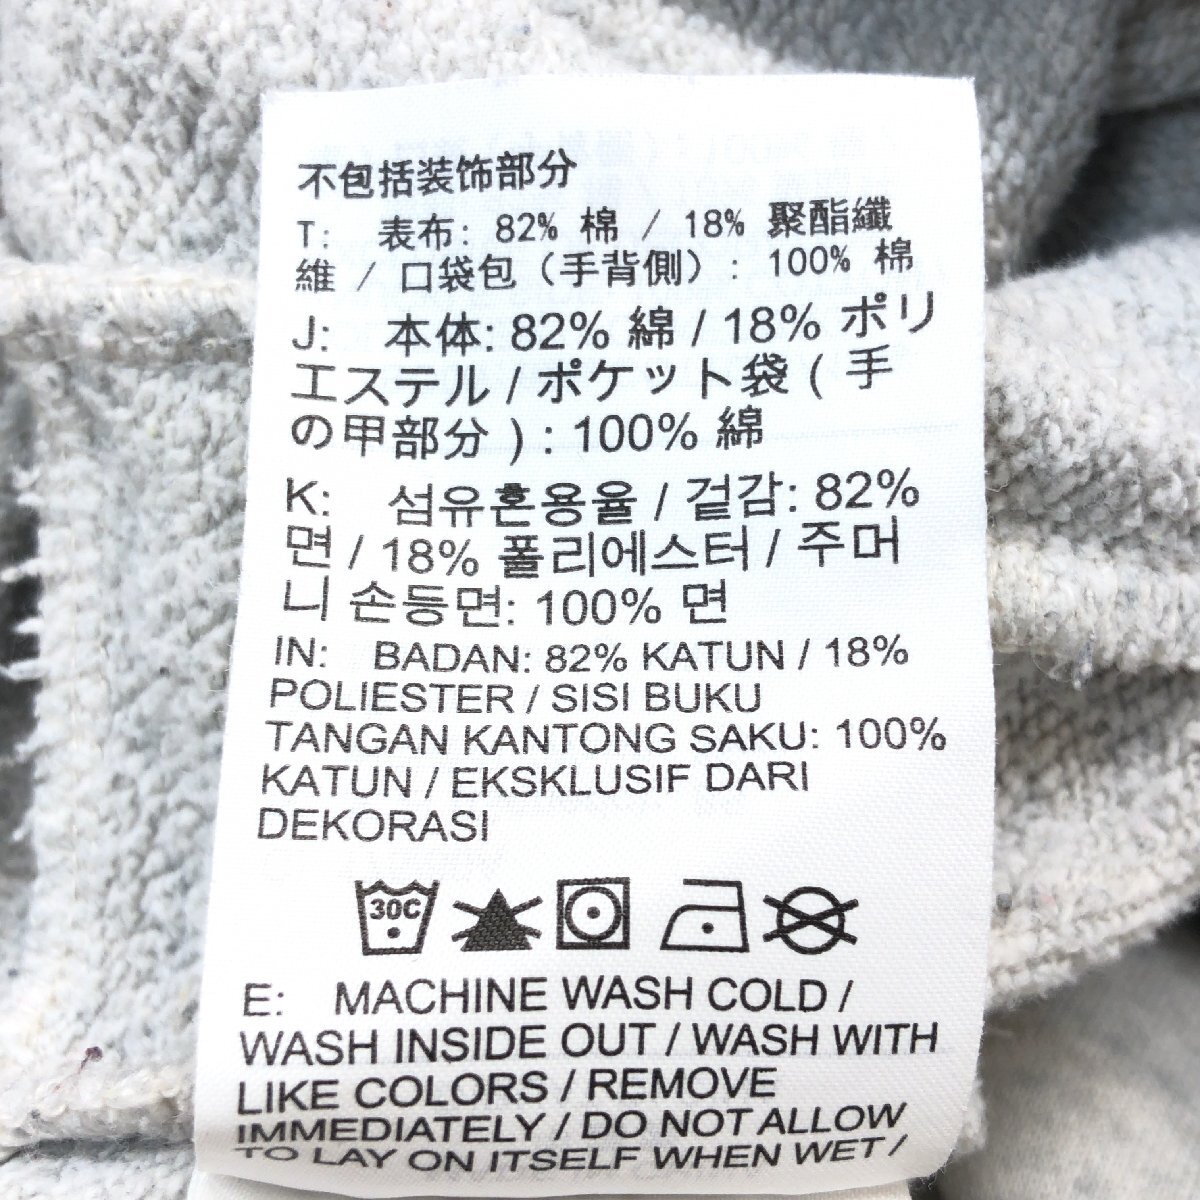 不包括装饰部分
T: 表布: 82% 棉 / 18% 聚酯纖
維 / 口袋包 (手背側) : 100% 棉
J: 本体: 82% 綿 / 18% ポリ
エステル / ポケット袋 ( 手
の甲部分 ) : 100% 綿
K: 섬유혼용율 / 겉감: 82%
면 / 18% 폴리에스터 / 주머
니 손등면: 100% 면
IN: BADAN: 82% KATUN / 18%
POLIESTER / SISI BUKU
TANGAN KANTONG SAKU: 100%
KATUN / EKSKLUSIF DARI
DEKORASI
30C
E: MACHINE WASH COLD /
WASH INSIDE OUT / WASH WITH
LIKE COLORS / REMOVE
IMMEDIATELY / DO NOT ALLOW
TO LAY ON ITSELF WHEN WET /